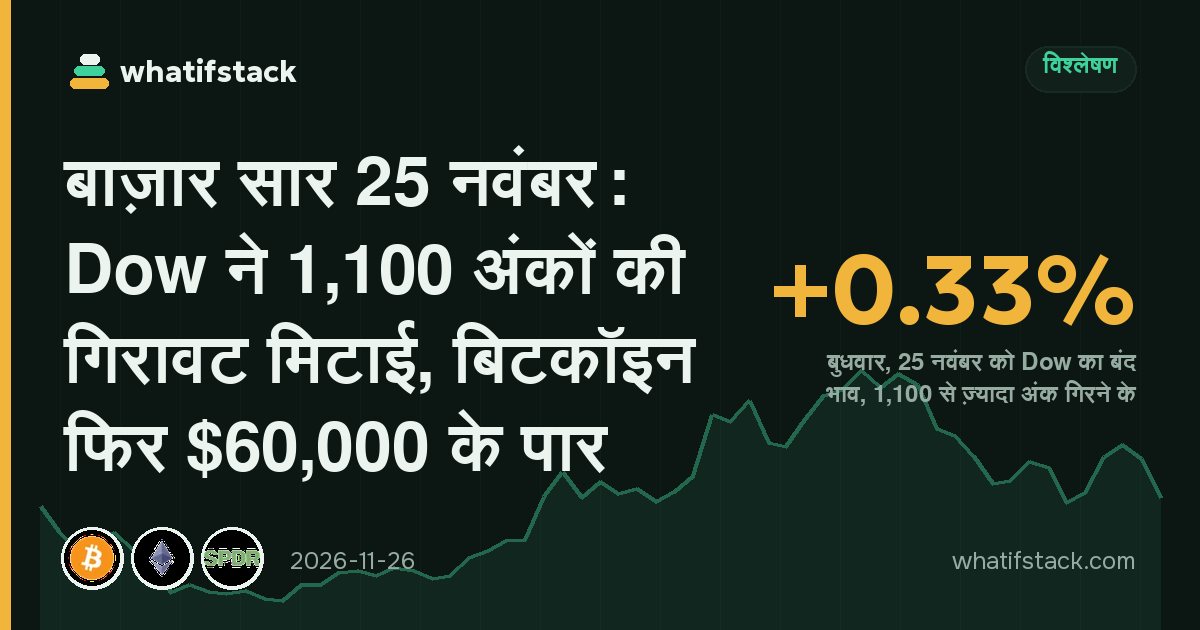 whatifstack
विश्लेषण
बाज़ार सार 25 नवंबर:
Dow ने 1,100 अंकों की
गिरावट मिटाई, बिटकॉइन
फिर $60,000 के पार
+0.33%
बुधवार, 25 नवंबर को Dow का बंद
भाव, 1,100 से ज़्यादा अंक गिरने के
SPDR
2026-11-26
whatifstack.com